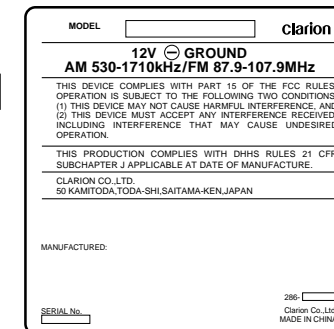 MODEL
clarion
12V ⊖ GROUND
AM 530-1710kHz/FM 87.9-107.9MHz
THIS DEVICE COMPLIES WITH PART 15 OF THE FCC RULES
OPERATION IS SUBJECT TO THE FOLLOWING TWO CONDITIONS
(1) THIS DEVICE MAY NOT CAUSE HARMFUL INTERFERENCE, AND
(2) THIS DEVICE MUST ACCEPT ANY INTERFERENCE RECEIVED
INCLUDING INTERFERENCE THAT MAY CAUSE UNDESIRED
OPERATION.
THIS PRODUCTION COMPLIES WITH DHHS RULES 21 CFR
SUBCHAPTER J APPLICABLE AT DATE OF MANUFACTURE.
CLARION CO.,LTD.
50 KAMITODA,TODA-SHI,SAITAMA-KEN,JAPAN
MANUFACTURED:
286-
SERIAL No.
Clarion Co.,Ltd
MADE IN CHINA